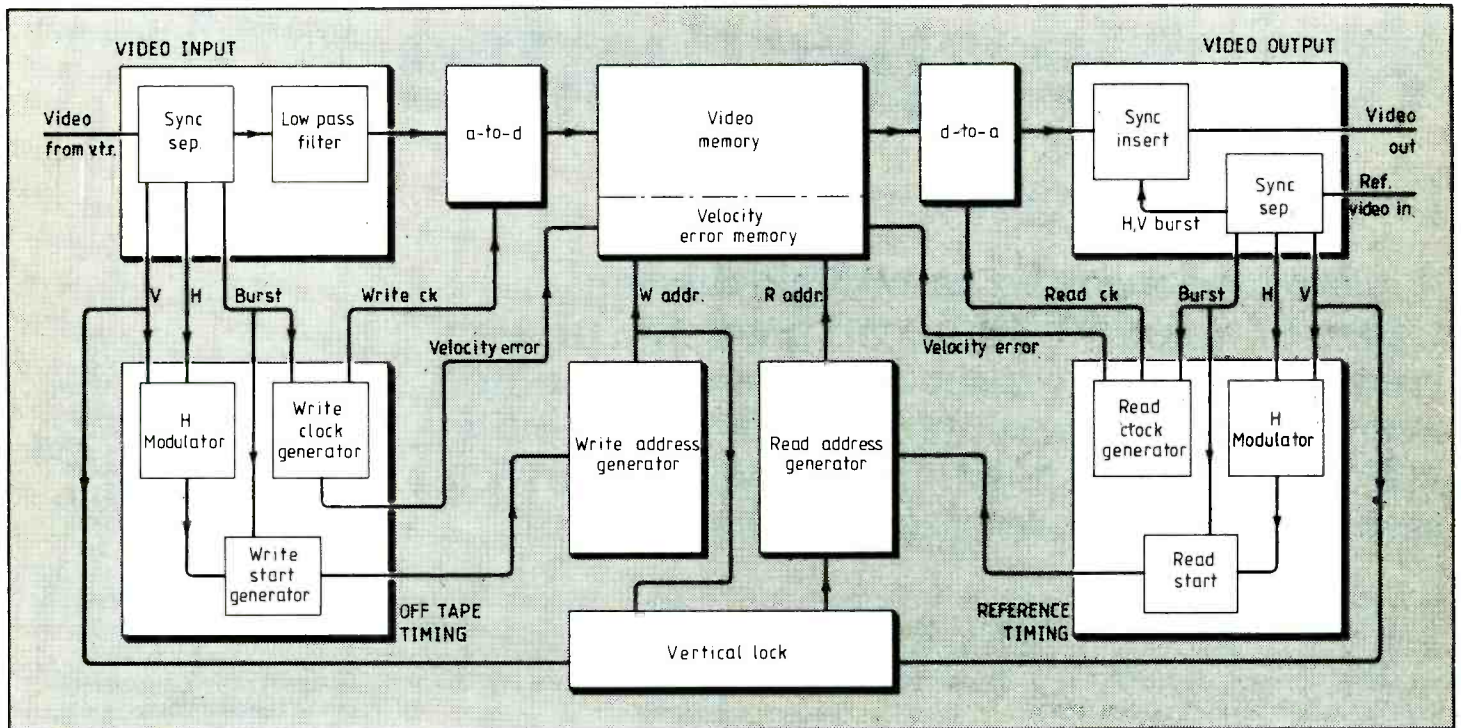 VIDEO INPUT
VIDEO OUTPUT
Video
from v.t.r.
Sync
sep.
Low pass
filter
a-to-d
Video
memory
Velocity
error memory
d-to-a
Sync
insert
Sync
sep.
H,V burst
Video
out
Ref.
video in.
V
H
Burst
Write ck
Velocity error
W addr.
R addr.
Read ck
Velocity error
Burst
H
V
H
Modulator
Write
clock
generator
Write
start
generator
OFF TAPE
TIMING
Write address
generator
Read address
generator
Vertical lock
Read
clock
generator
H
Modulator
Read
start
REFERENCE
TIMING